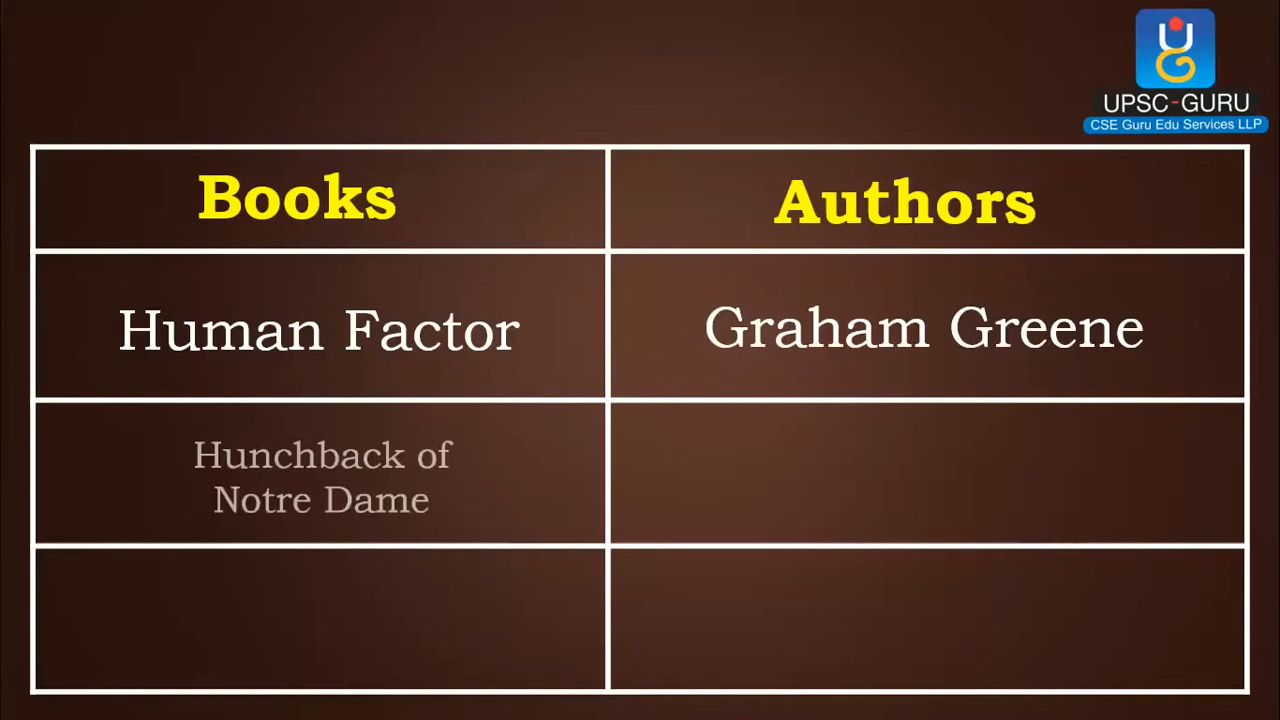 UPSC-GURU
CSE Guru Edu Services LLP
Books
Authors
Human Factor
Graham Greene
Hunchback of
Notre Dame